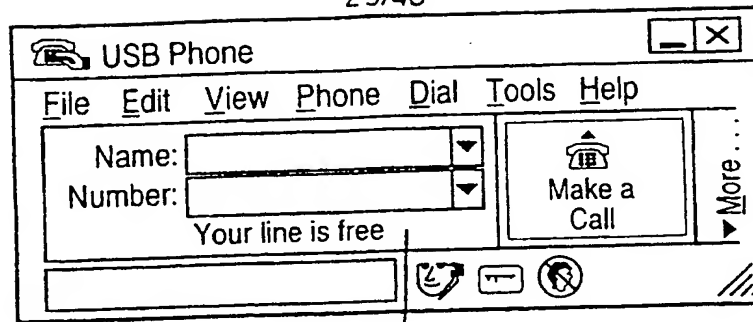 USB Phone
File Edit View Phone Dial Tools Help
Name:
Number:
Your line is free
Make a
Call
More...